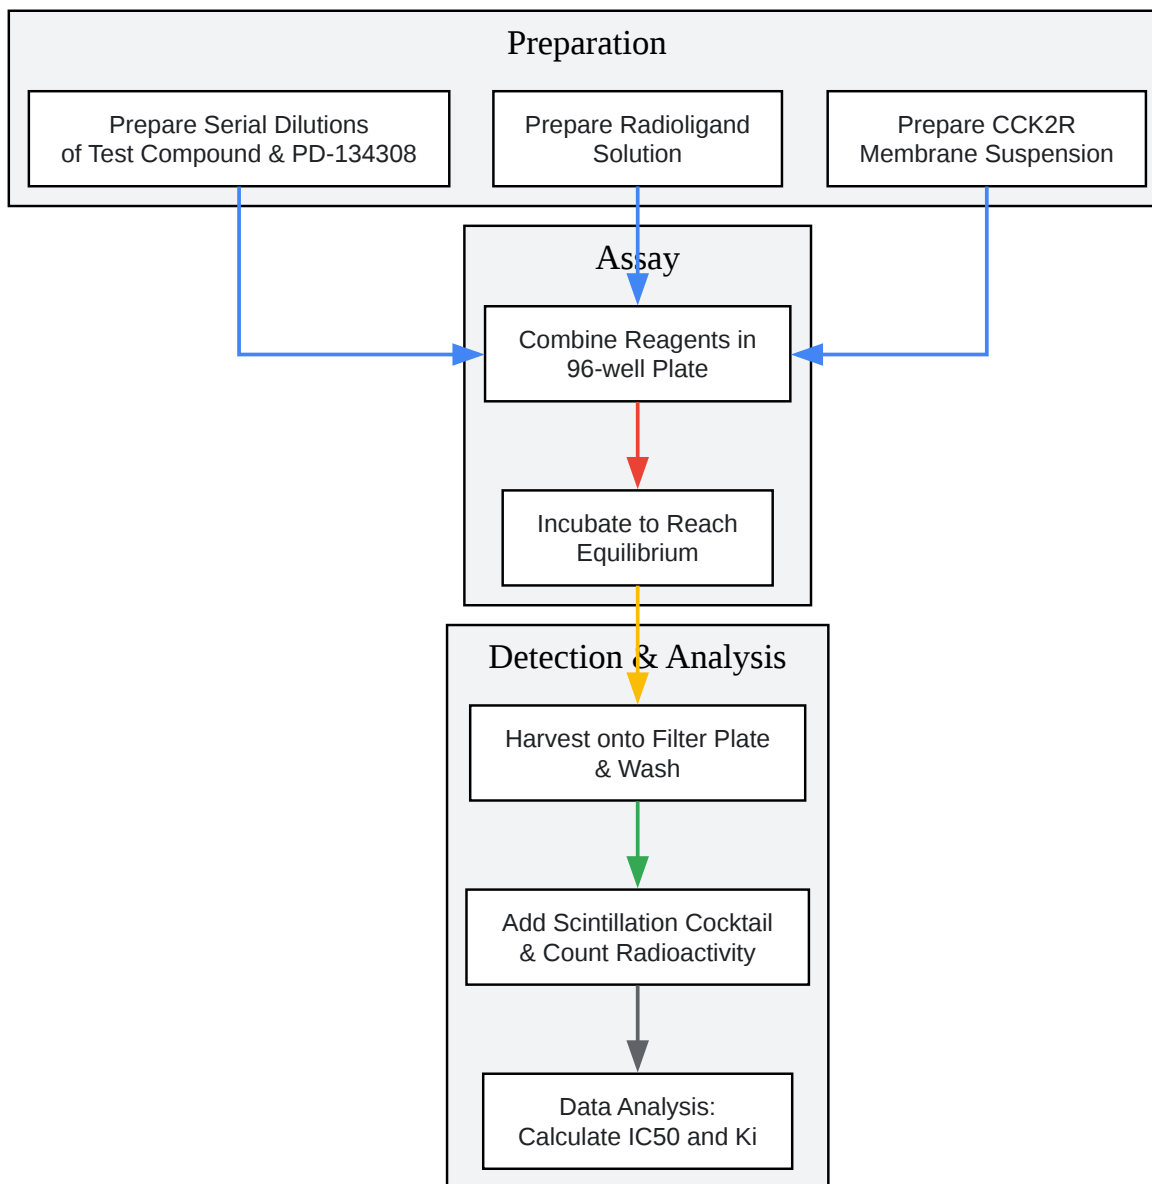 Preparation
Prepare Serial Dilutions
of Test Compound & PD-134308
Prepare Radioligand
Solution
Prepare CCK2R
Membrane Suspension
Assay
Combine Reagents in
96-well Plate
Incubate to Reach
Equilibrium
Detection & Analysis
Harvest onto Filter Plate
& Wash
Add Scintillation Cocktail
& Count Radioactivity
Data Analysis:
Calculate IC50 and Ki